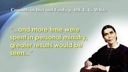 ... and more time were
spent in personal ministry,
greater results would be
seen ...